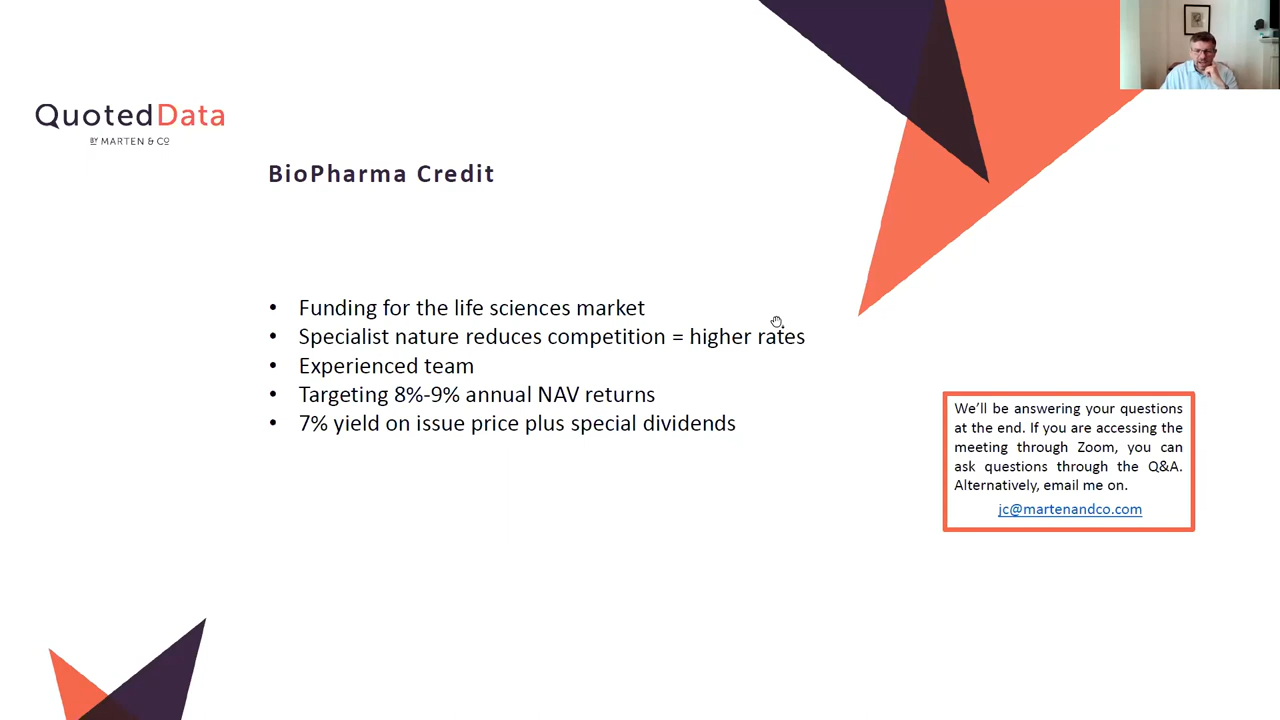 QuotedData
BY MARTEN & CO
BioPharma Credit
• Funding for the life sciences market
• Specialist nature reduces competition = higher rates
• Experienced team
• Targeting 8%-9% annual NAV returns
• 7% yield on issue price plus special dividends
We’ll be answering your questions
at the end. If you are accessing the
meeting through Zoom, you can
ask questions through the Q&A.
Alternatively, email me on.
jc@martenandco.com